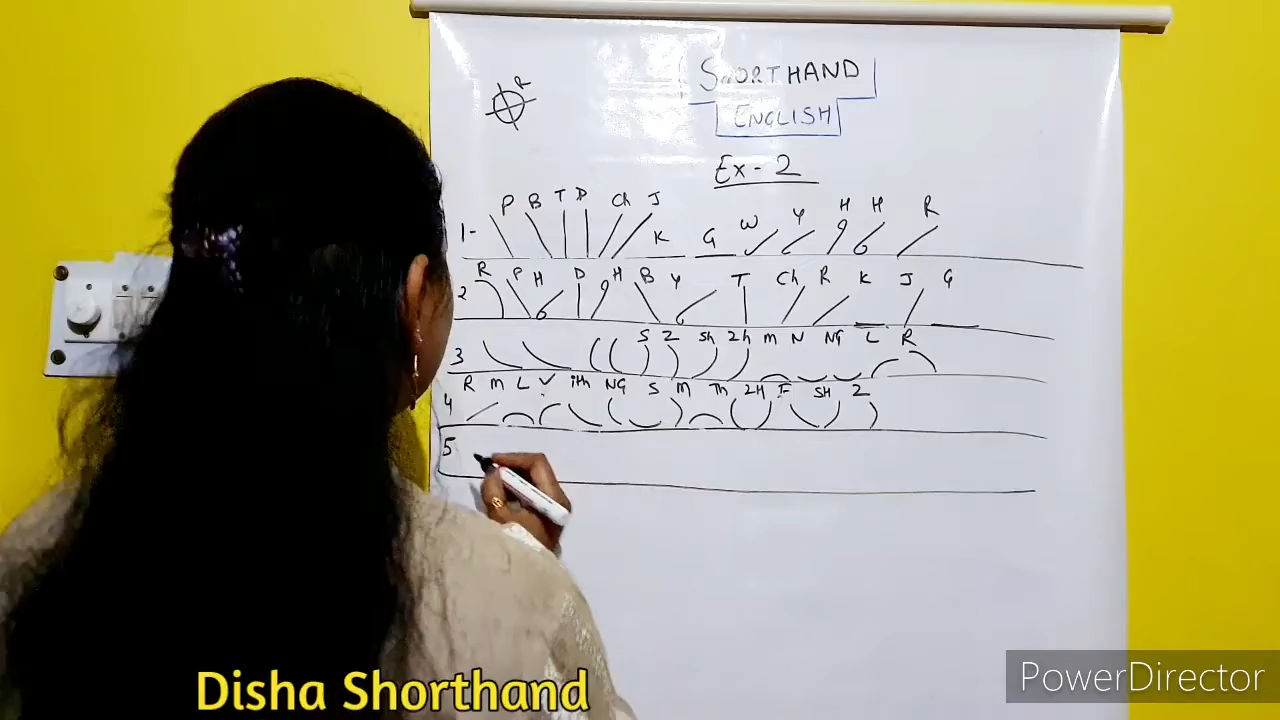 R
SHORTHAND
ENGLISH
Ex-2
P B T D Ch J
1- K G W Y H H R
R P H D H B Y T Ch R K J G
2
S Z Sh Zh m N NG L R
3
R m L V ith NG S M Th ZH F SH Z
4
5
Disha Shorthand
PowerDirector